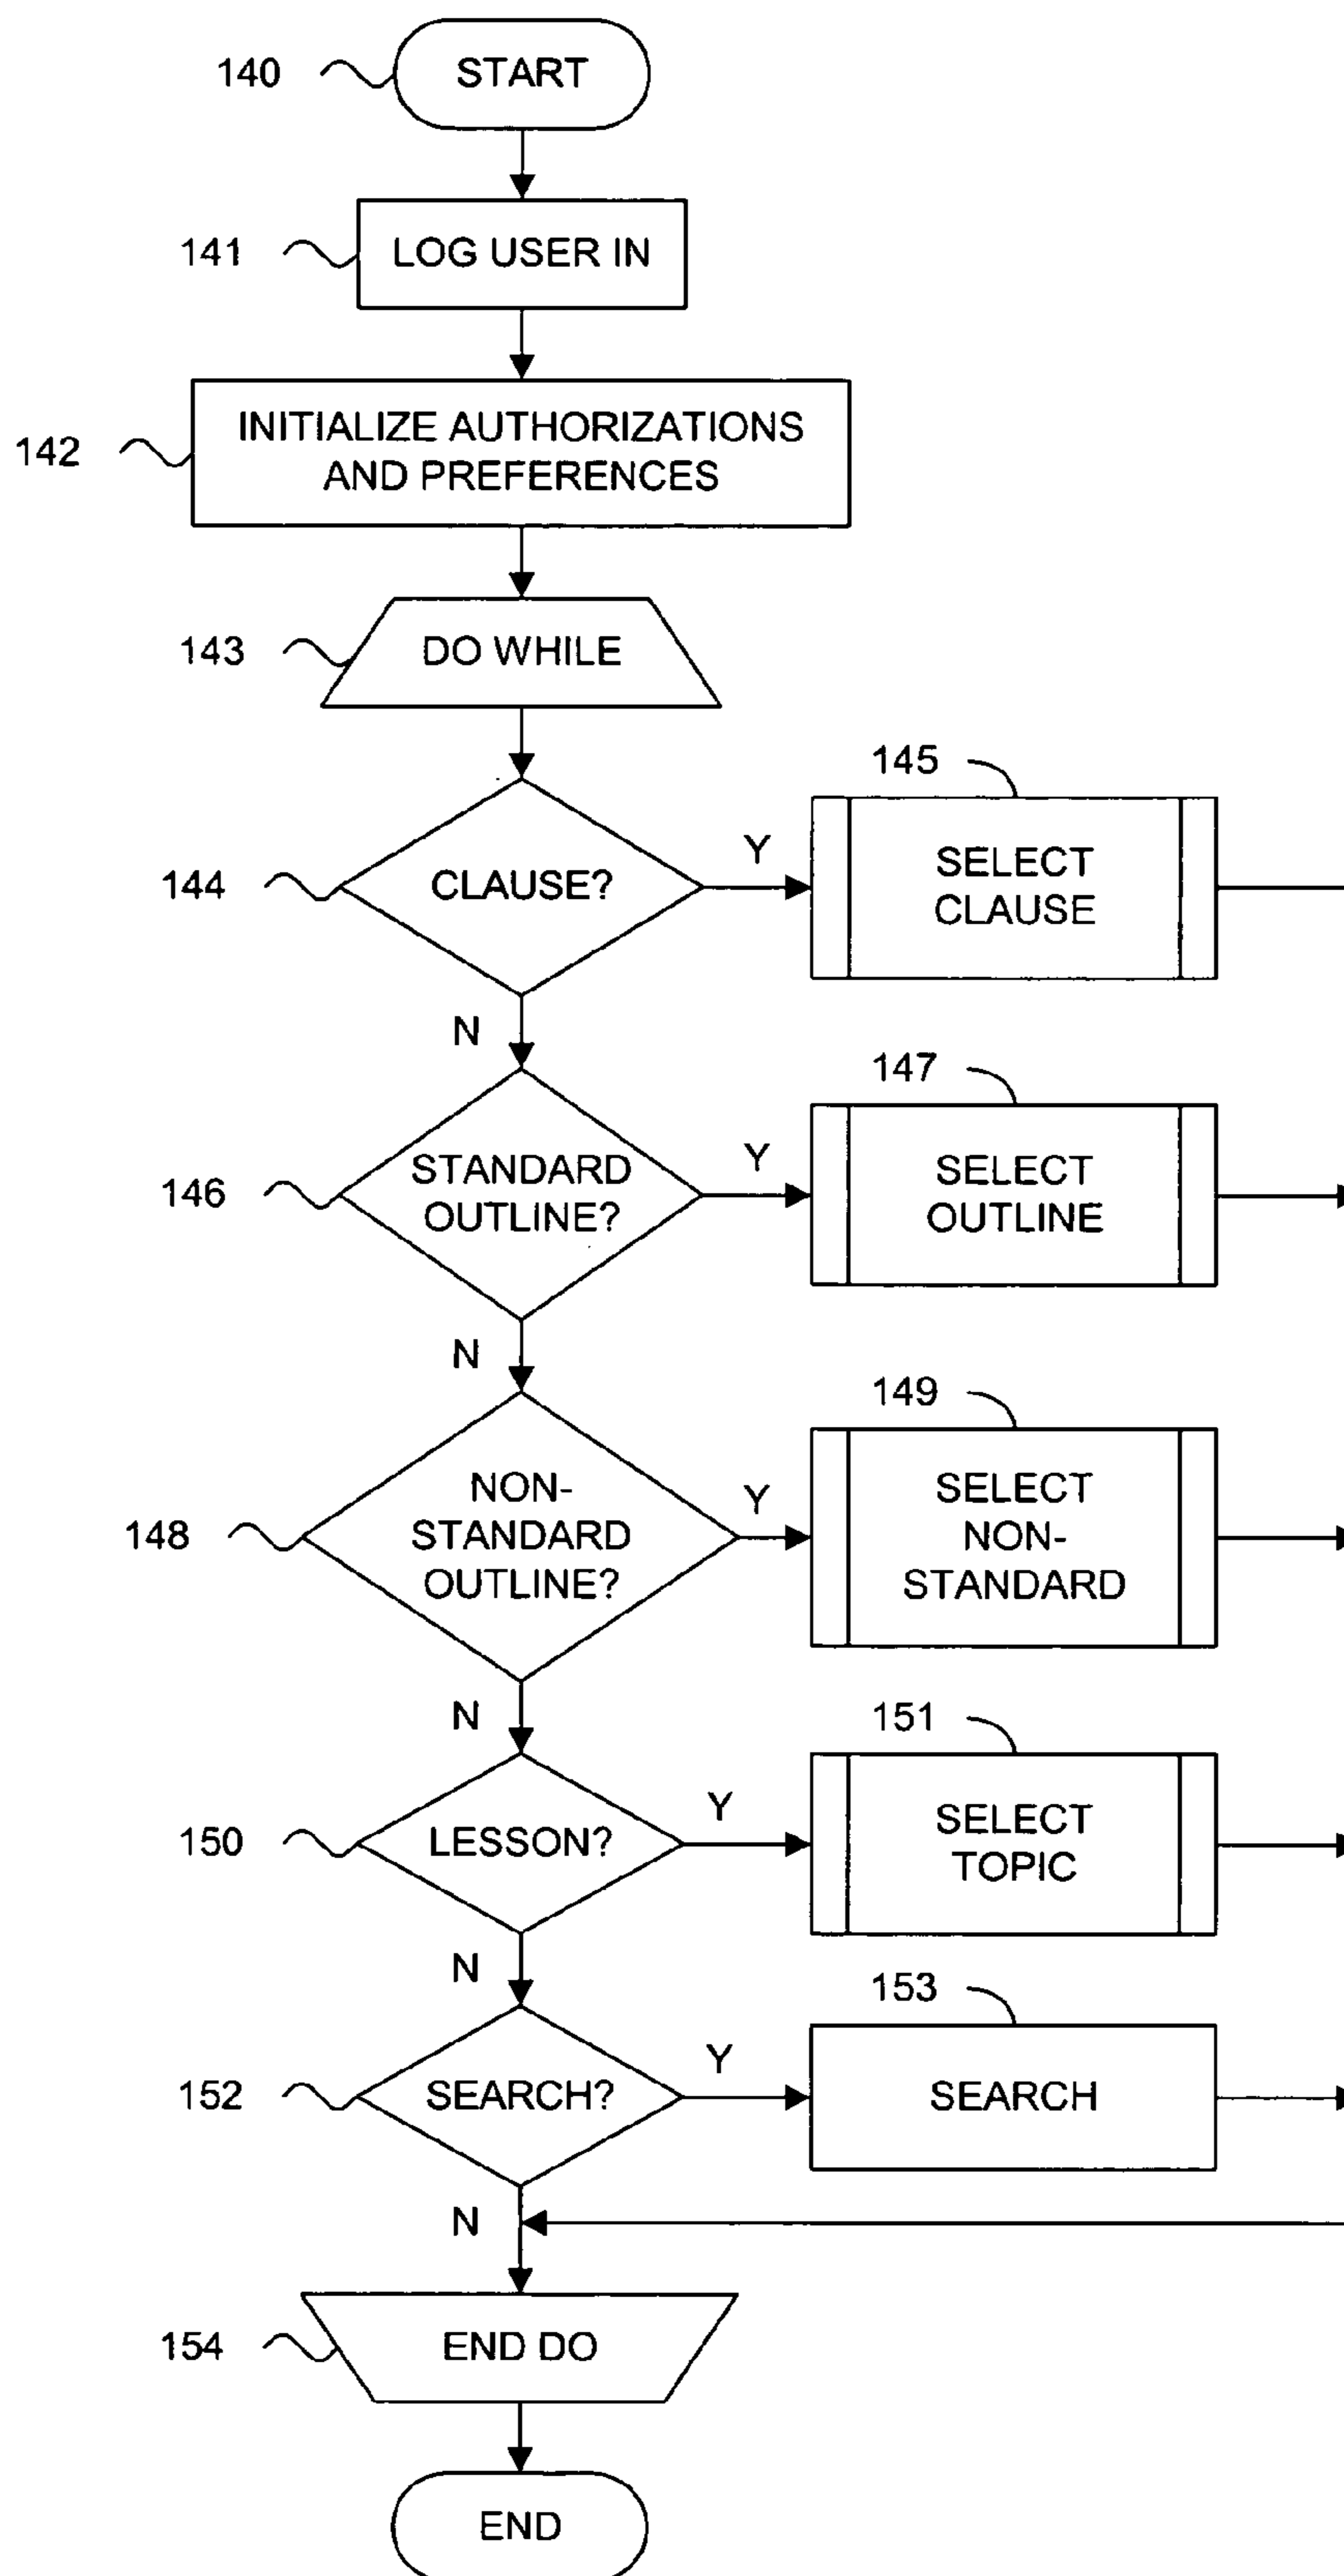 140
START
141
LOG USER IN
142
INITIALIZE AUTHORIZATIONS
AND PREFERENCES
143
DO WHILE
144
CLAUSE?
Y
145
SELECT
CLAUSE
N
146
STANDARD
OUTLINE?
Y
147
SELECT
OUTLINE
N
148
NON-
STANDARD
OUTLINE?
Y
149
SELECT
NON-
STANDARD
N
150
LESSON?
Y
151
SELECT
TOPIC
N
152
SEARCH?
Y
153
SEARCH
N
154
END DO
END